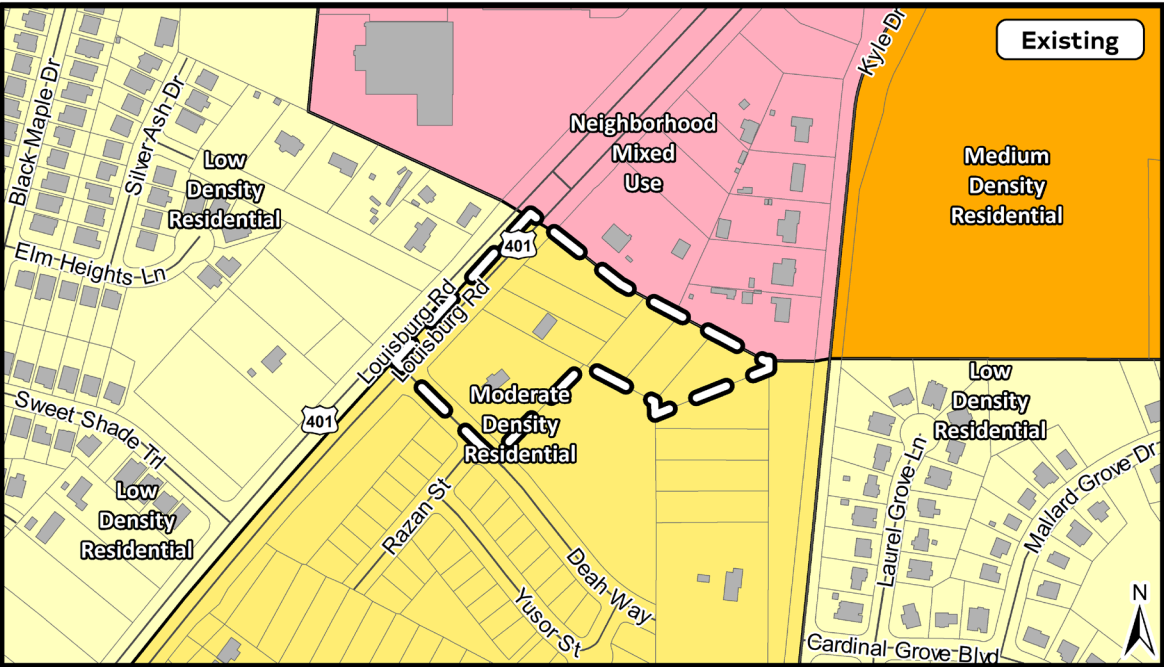 Existing
Kyle Dr
Black Maple Dr
Silver Ash Dr
Neighborhood
Mixed
Use
Medium
Density
Residential
Low
Density
Residential
401
Elm Heights Ln
Louisburg Rd
Louisburg Rd
Low
Density
Residential
Moderate
Density
Residential
401
Sweet Shade Trl
Low
Density
Residential
Razan St
Laurel Grove Ln
Mallard Grove Dr
Deah Way
Yusor St
N
Cardinal Grove Blvd